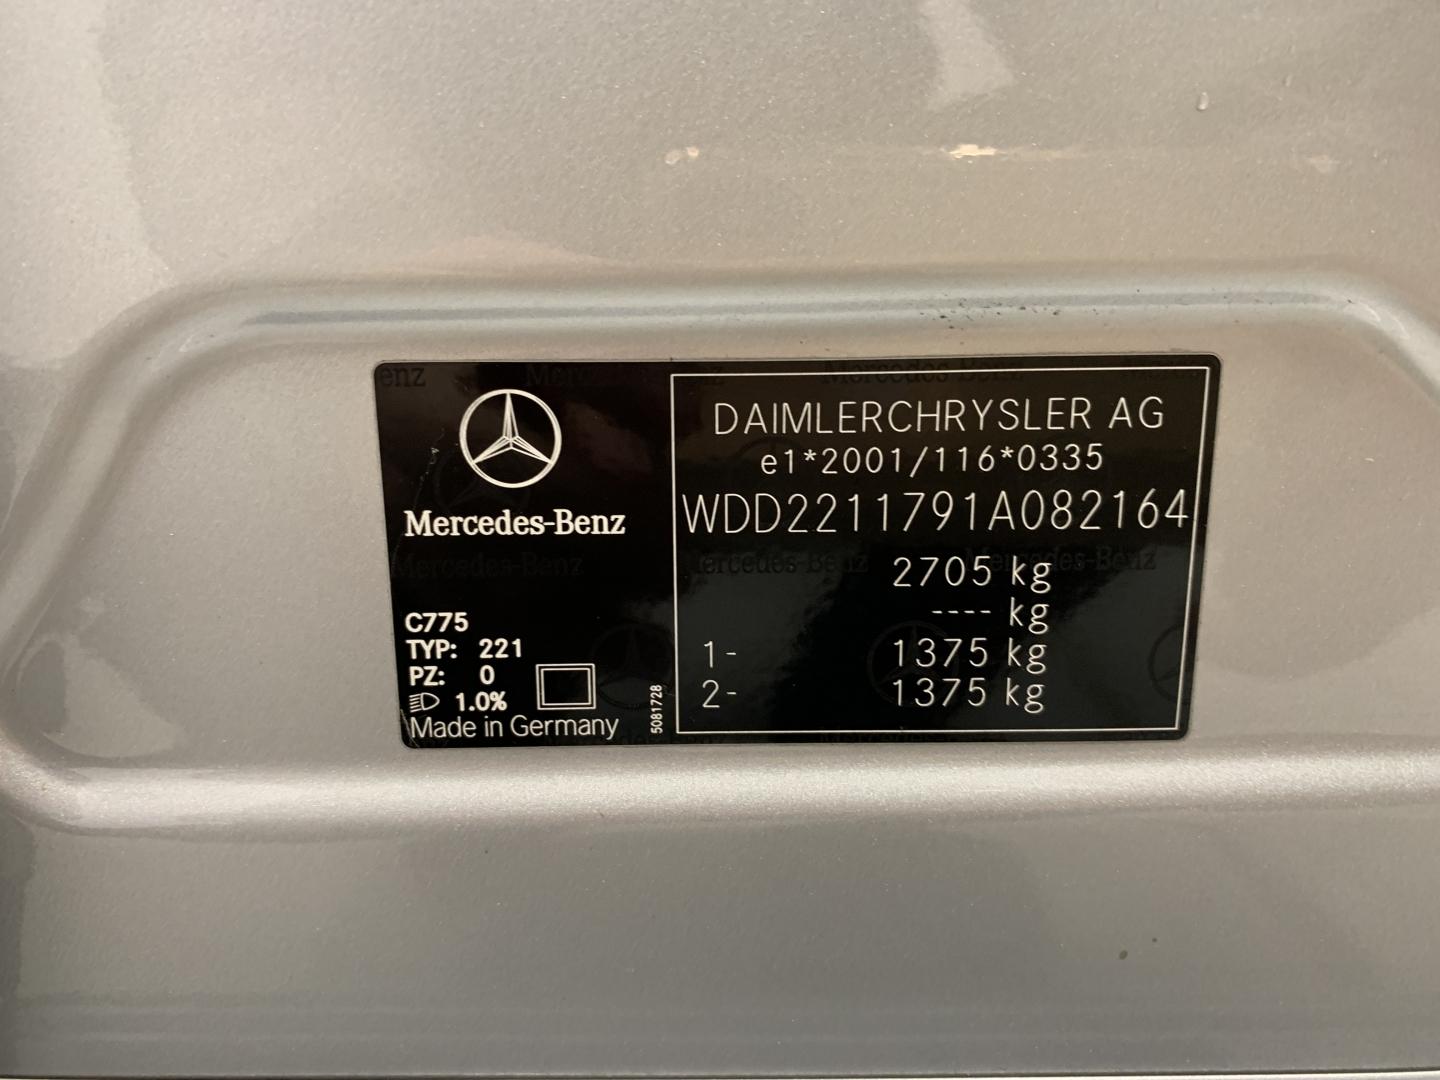 Mercedes-Benz
C775
TYP: 221
PZ: 0
1.0%
Made in Germany
5081728
DAIMLERCHRYSLER AG
e1*2001/116*0335
WDD2211791A082164
2705 kg
---- kg
1- 1375 kg
2- 1375 kg